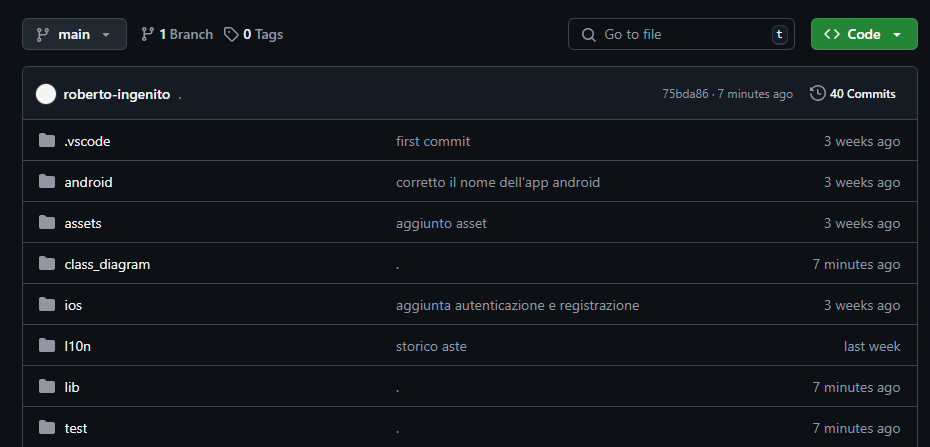 main 1 Branch 0 Tags Go to file t Code
roberto-ingenito . 75bda86 · 7 minutes ago 40 Commits
.vscode first commit 3 weeks ago
android corretto il nome dell'app android 3 weeks ago
assets aggiunto asset 3 weeks ago
class_diagram . 7 minutes ago
ios aggiunta autenticazione e registrazione 3 weeks ago
l10n storico aste last week
lib . 7 minutes ago
test . 7 minutes ago